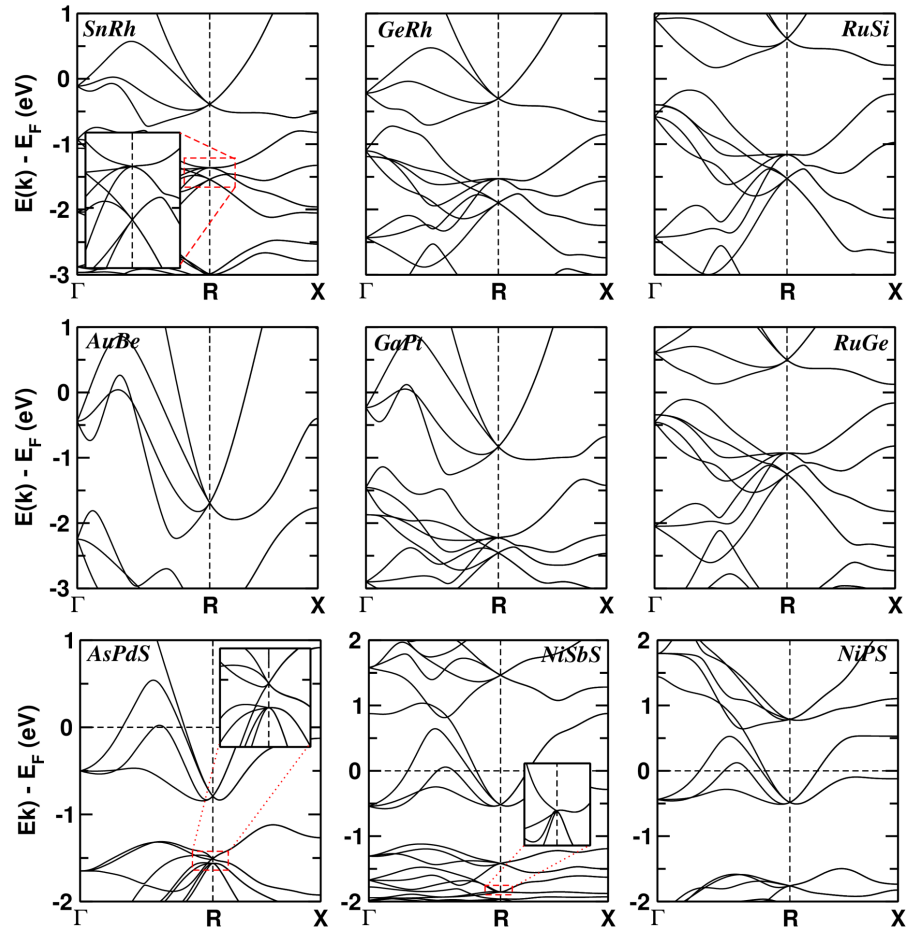 SnRh GeRh RuSi
E(k) - E_F (eV)
1
0
-1
-2
-3
Γ R X Γ R X Γ R X
AuBe GaPt RuGe
E(k) - E_F (eV)
1
0
-1
-2
-3
Γ R X Γ R X Γ R X
AsPdS NiSbS NiPS
Ek) - E_F (eV)
1 2 2
0 1 1
-1 0 0
-1 -1
-2 -2 -2
Γ R X Γ R X Γ R X